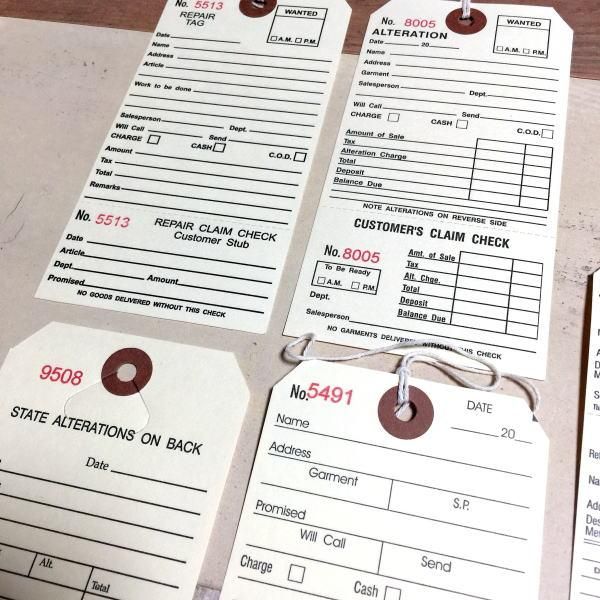 No. 5513
REPAIR
TAG
WANTED
A.M. P.M.
Date
Name
Address
Article
Work to be done
Salesperson Dept.
Will Call Send
CHARGE CASH C.O.D.
Amount
Tax
Total
Remarks
No. 5513 REPAIR CLAIM CHECK
Customer Stub
Date
Article
Dept. Amount
Promised
NO GOODS DELIVERED WITHOUT THIS CHECK
No. 8005
ALTERATION
WANTED
A.M. P.M.
Date 20
Name
Address
Garment
Salesperson Dept.
Will Call Send
CHARGE CASH C.O.D.
Amount of Sale
Tax
Alteration Charge
Total
Deposit
Balance Due
NOTE ALTERATIONS ON REVERSE SIDE
CUSTOMER'S CLAIM CHECK
No. 8005
To Be Ready
A.M. P.M.
Dept.
Salesperson
Amt. of Sale
Tax
Alt. Chge.
Total
Deposit
Balance Due
NO GARMENTS DELIVERED THIS CHECK
9508
STATE ALTERATIONS ON BACK
Date
Alt.
Total
No. 5491
DATE
20
Name
Address
Garment S.P.
Promised
Will Call Send
Charge Cash